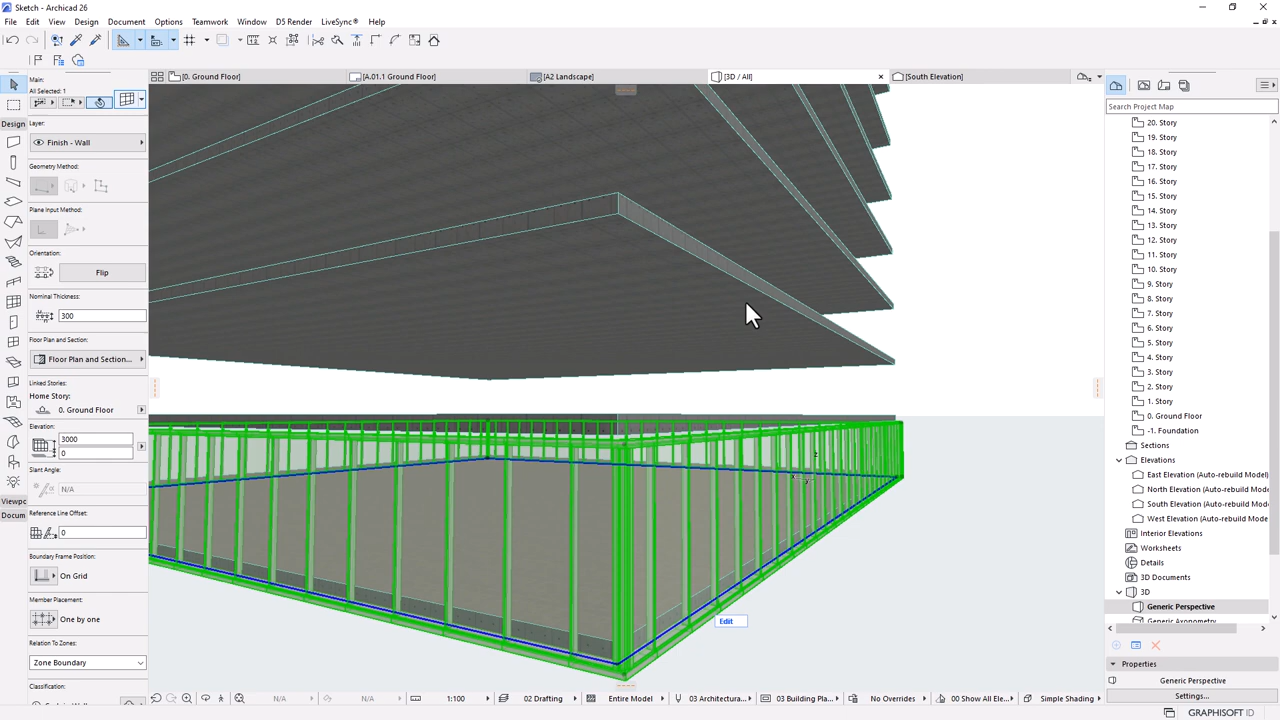 Sketch - Archicad 26
File Edit View Design Document Options Teamwork Window D5 Render LiveSync® Help
[0. Ground Floor] [A.01.1 Ground Floor] [A2 Landscape] [3D / All] [South Elevation]
Main:
All Selected: 1
Design
Layer:
Finish - Wall
Geometry Method:
Plane Input Method:
Orientation:
Flip
Nominal Thickness:
300
Floor Plan and Section:
Floor Plan and Section...
Linked Stories:
Home Story:
0. Ground Floor
Elevation:
3000
0
Slant Angle:
N/A
Viewpc
Docum
Reference Line Offset:
0
Boundary Frame Position:
On Grid
Member Placement:
One by one
Relation To Zones:
Zone Boundary
Classification:
Edit
z
Search Project Map
20. Story
19. Story
18. Story
17. Story
16. Story
15. Story
14. Story
13. Story
12. Story
11. Story
10. Story
9. Story
8. Story
7. Story
6. Story
5. Story
4. Story
3. Story
2. Story
1. Story
0. Ground Floor
-1. Foundation
Sections
Elevations
East Elevation (Auto-rebuild Model)
North Elevation (Auto-rebuild Mode
South Elevation (Auto-rebuild Mode
West Elevation (Auto-rebuild Mode
Interior Elevations
Worksheets
Details
3D Documents
3D
Generic Perspective
Generic Axonometry
Properties
Generic Perspective
Settings...
N/A N/A 1:100 02 Drafting Entire Model 03 Architectura... 03 Building Pla... No Overrides 00 Show All Ele... Simple Shading
GRAPHISOFT ID